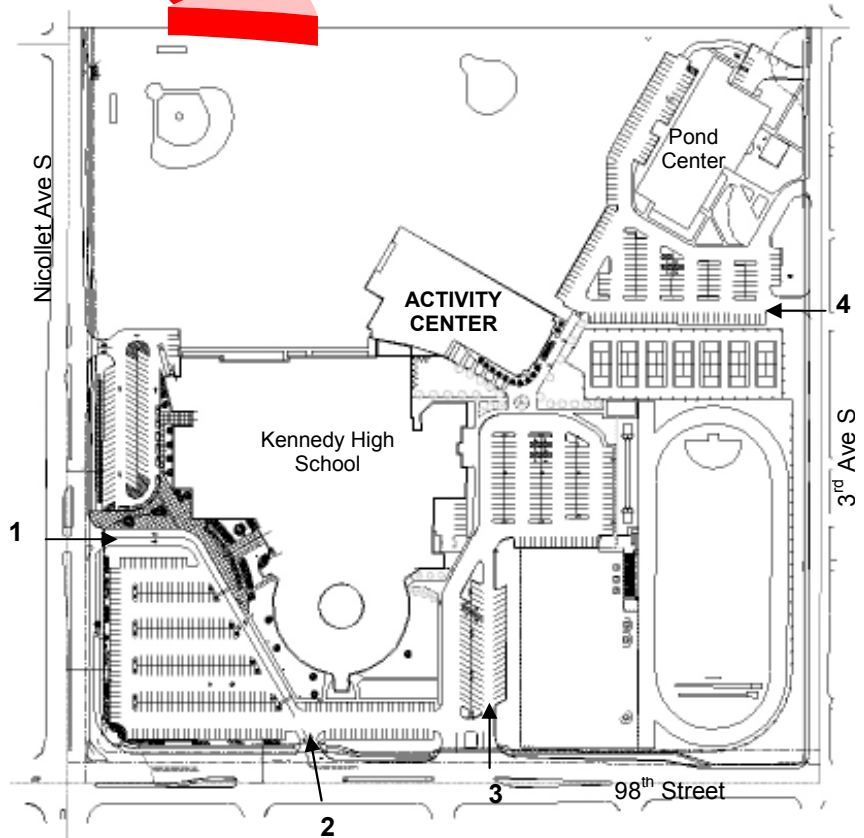 Pond
Center
Nicollet Ave S
ACTIVITY
CENTER
4
Kennedy High
School
3rd Ave S
1
3
98th Street
2